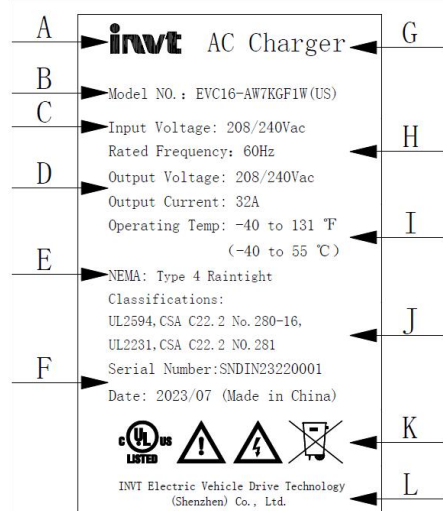 A
invt AC Charger
G
B
Model NO.: EVC16-AW7KGF1W(US)
C
Input Voltage: 208/240Vac
Rated Frequency: 60Hz
H
D
Output Voltage: 208/240Vac
Output Current: 32A
Operating Temp: -40 to 131 ℉
I
(-40 to 55 ℃)
E
NEMA: Type 4 Raintight
Classifications:
UL2594,CSA C22.2 No.280-16,
J
UL2231,CSA C22.2 NO.281
F
Serial Number:SNDIN23220001
Date: 2023/07 (Made in China)
K
c UL US
LISTED
INVT Electric Vehicle Drive Technology
L
(Shenzhen) Co., Ltd.